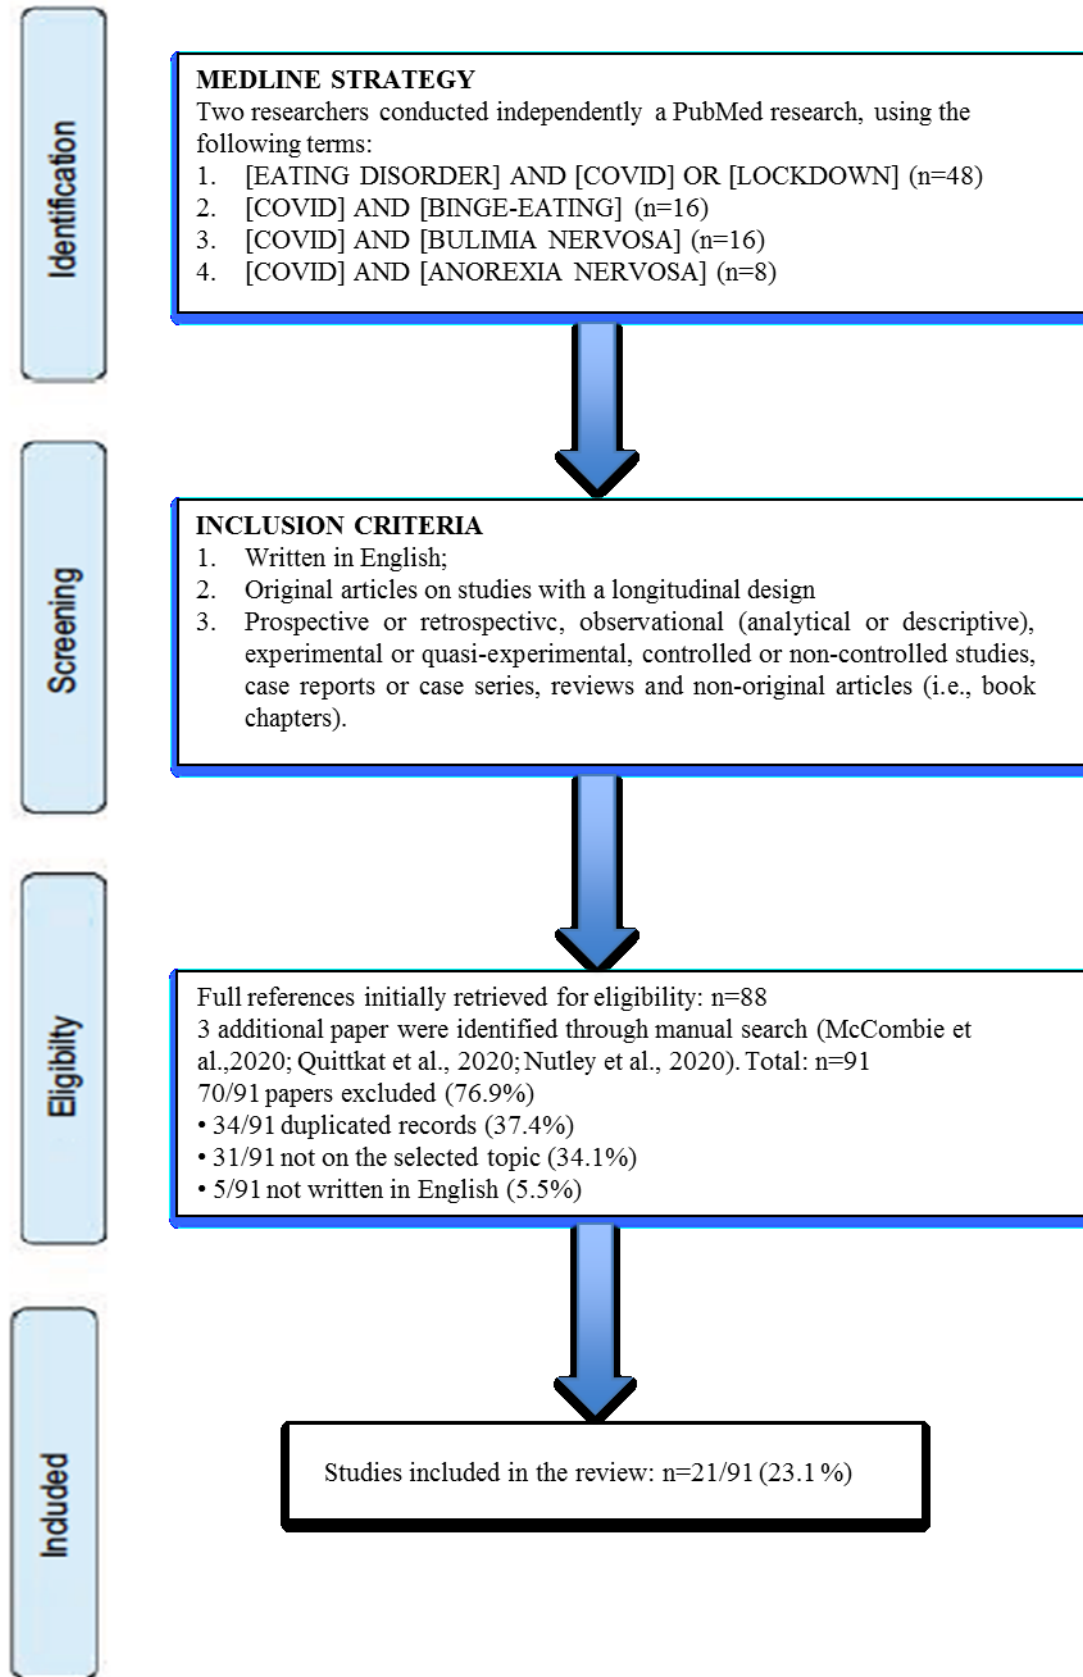 Identification
MEDLINE STRATEGY
Two researchers conducted independently a PubMed research, using the
following terms:
1. [EATING DISORDER] AND [COVID] OR [LOCKDOWN] (n=48)
2. [COVID] AND [BINGE-EATING] (n=16)
3. [COVID] AND [BULIMIA NERVOSA] (n=16)
4. [COVID] AND [ANOREXIA NERVOSA] (n=8)
Screening
INCLUSION CRITERIA
1. Written in English;
2. Original articles on studies with a longitudinal design
3. Prospective or retrospectivc, observational (analytical or descriptive),
experimental or quasi-experimental, controlled or non-controlled studies,
case reports or case series, reviews and non-original articles (i.e., book
chapters).
Eligibilty
Full references initially retrieved for eligibility: n=88
3 additional paper were identified through manual search (McCombie et
al.,2020; Quittkat et al., 2020; Nutley et al., 2020). Total: n=91
70/91 papers excluded (76.9%)
• 34/91 duplicated records (37.4%)
• 31/91 not on the selected topic (34.1%)
• 5/91 not written in English (5.5%)
Included
Studies included in the review: n=21/91 (23.1%)